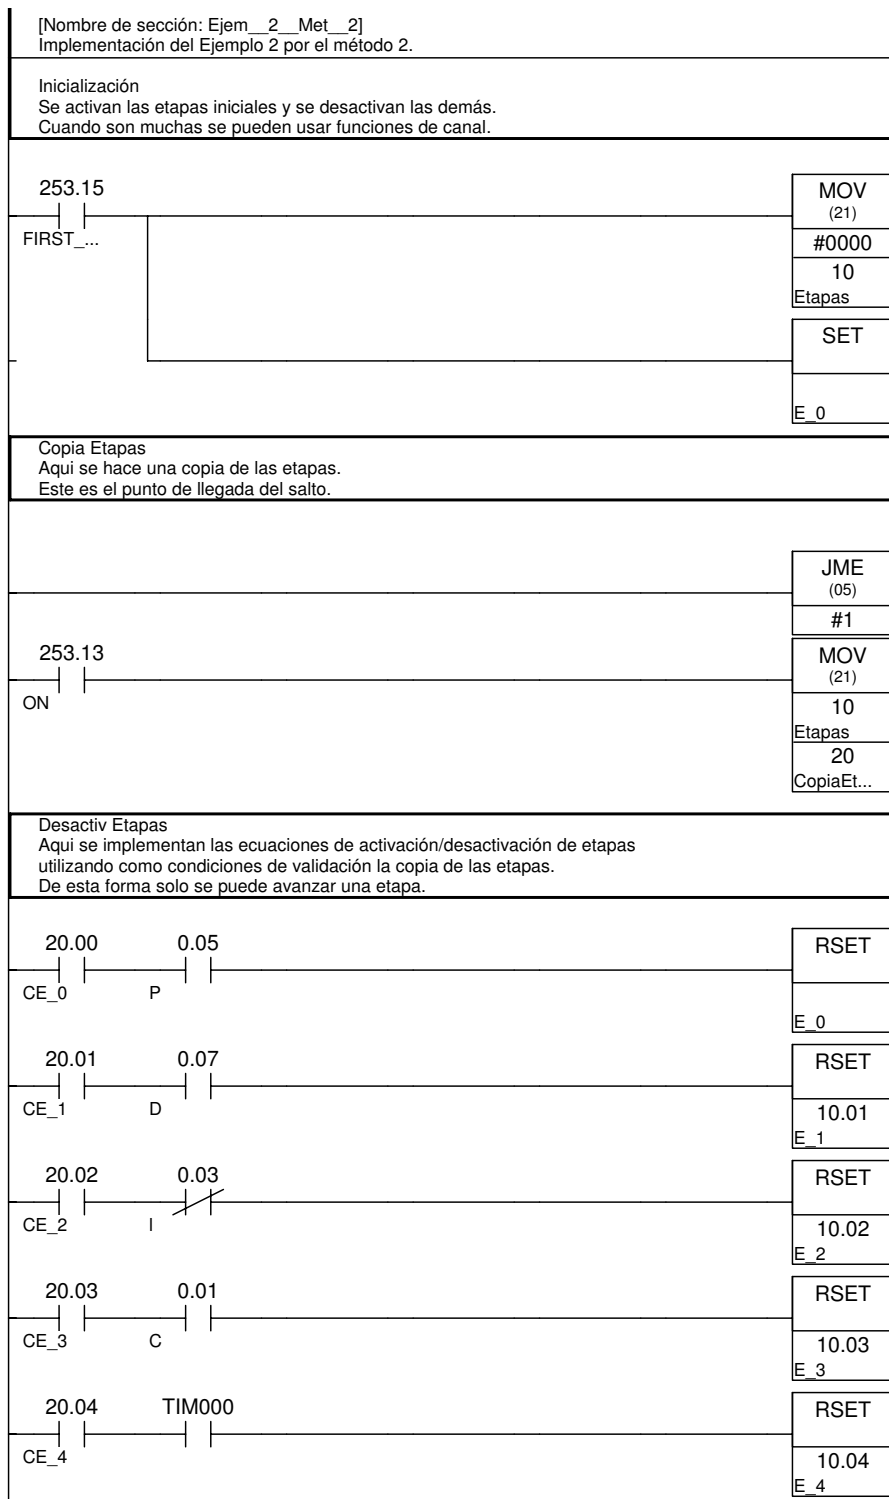 [Nombre de sección: Ejem__2__Met__2]
Implementación del Ejemplo 2 por el método 2.
Inicialización
Se activan las etapas iniciales y se desactivan las demás.
Cuando son muchas se pueden usar funciones de canal.
253.15
FIRST_...
MOV
(21)
#0000
10
Etapas
SET
E_0
Copia Etapas
Aqui se hace una copia de las etapas.
Este es el punto de llegada del salto.
JME
(05)
#1
253.13
ON
MOV
(21)
10
Etapas
20
CopiaEt...
Desactiv Etapas
Aqui se implementan las ecuaciones de activación/desactivación de etapas
utilizando como condiciones de validación la copia de las etapas.
De esta forma solo se puede avanzar una etapa.
20.00 0.05
CE_0 P
RSET
E_0
20.01 0.07
CE_1 D
RSET
10.01
E_1
20.02 0.03
CE_2 I
RSET
10.02
E_2
20.03 0.01
CE_3 C
RSET
10.03
E_3
20.04 TIM000
CE_4
RSET
10.04
E_4